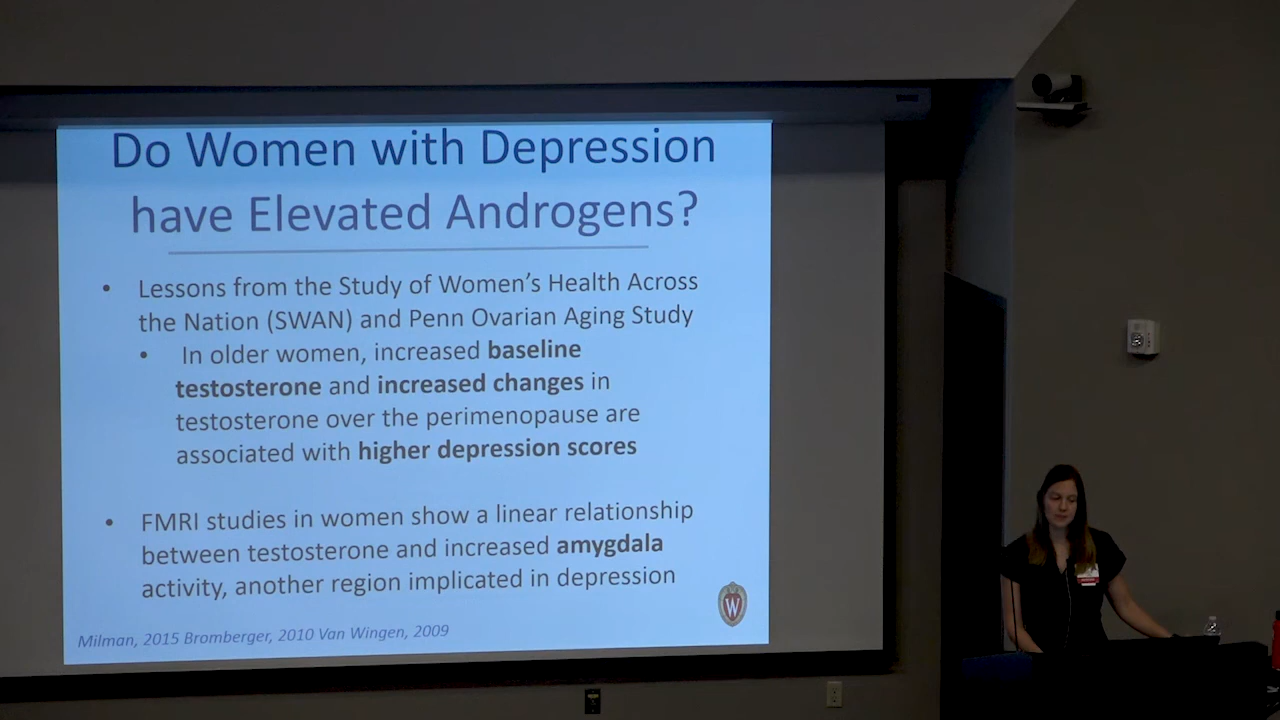 Do Women with Depression
have Elevated Androgens?
• Lessons from the Study of Women's Health Across
the Nation (SWAN) and Penn Ovarian Aging Study
• In older women, increased baseline
testosterone and increased changes in
testosterone over the perimenopause are
associated with higher depression scores
• FMRI studies in women show a linear relationship
between testosterone and increased amygdala
activity, another region implicated in depression
W
Milman, 2015 Bromberger, 2010 Van Wingen, 2009